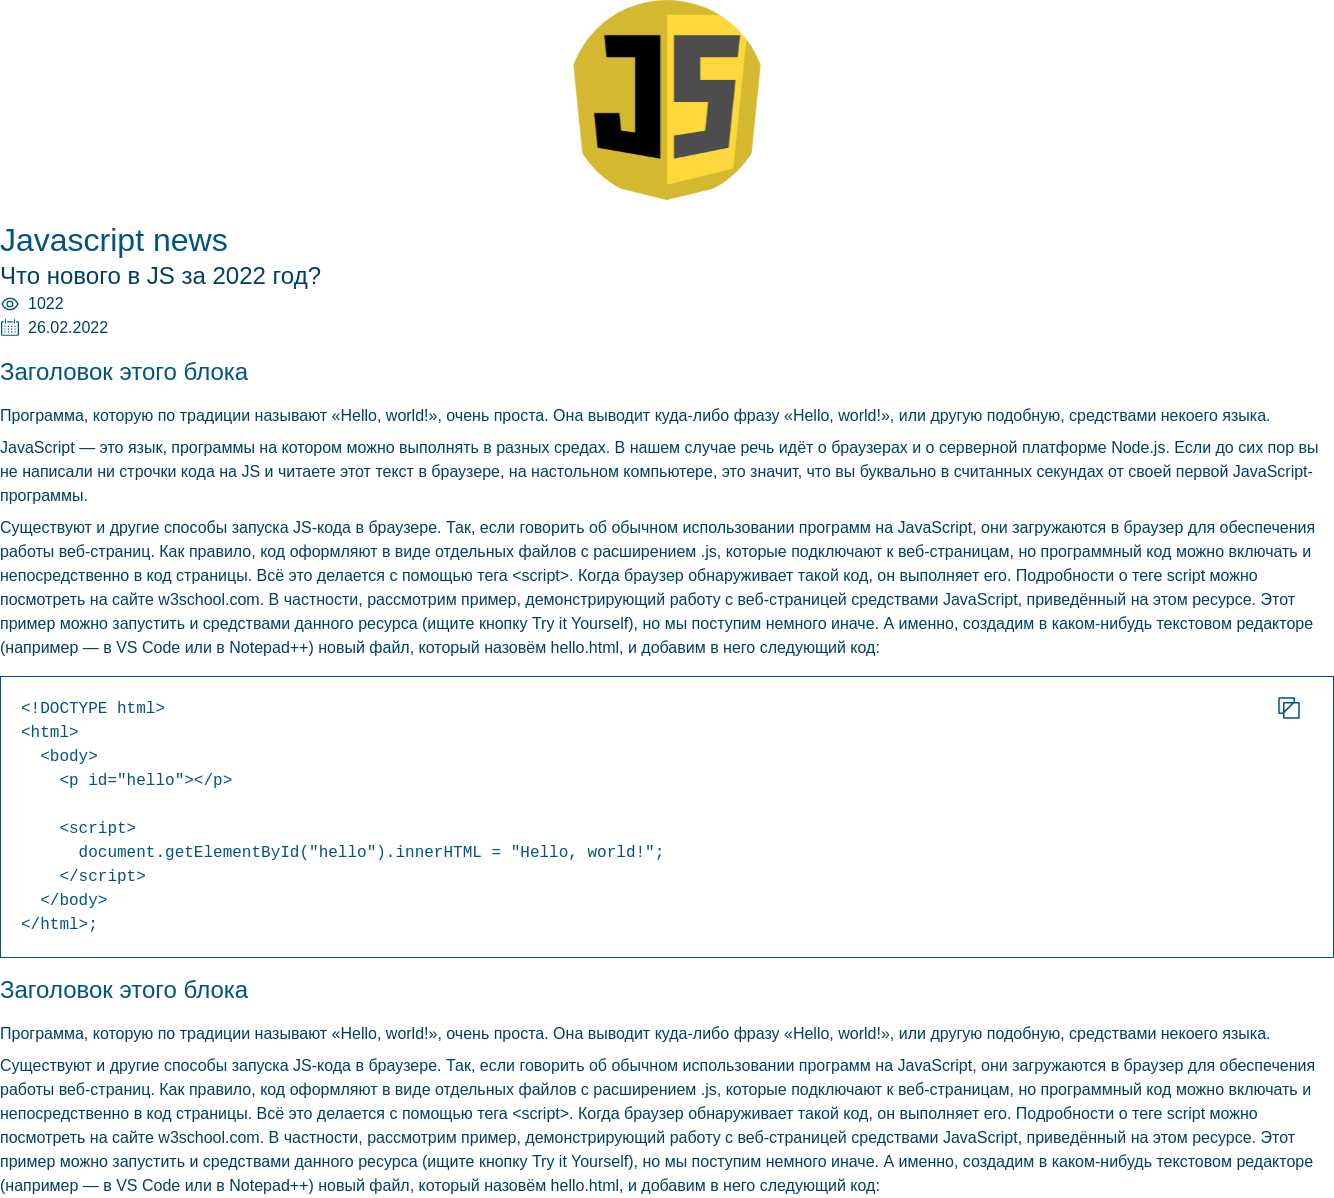 JS
Javascript news
Что нового в JS за 2022 год?
1022
26.02.2022
Заголовок этого блока
Программа, которую по традиции называют «Hello, world!», очень проста. Она выводит куда-либо фразу «Hello, world!», или другую подобную, средствами некоего языка.
JavaScript — это язык, программы на котором можно выполнять в разных средах. В нашем случае речь идёт о браузерах и о серверной платформе Node.js. Если до сих пор вы
не написали ни строчки кода на JS и читаете этот текст в браузере, на настольном компьютере, это значит, что вы буквально в считанных секундах от своей первой JavaScript-
программы.
Существуют и другие способы запуска JS-кода в браузере. Так, если говорить об обычном использовании программ на JavaScript, они загружаются в браузер для обеспечения
работы веб-страниц. Как правило, код оформляют в виде отдельных файлов с расширением .js, которые подключают к веб-страницам, но программный код можно включать и
непосредственно в код страницы. Всё это делается с помощью тега <script>. Когда браузер обнаруживает такой код, он выполняет его. Подробности о теге script можно
посмотреть на сайте w3school.com. В частности, рассмотрим пример, демонстрирующий работу с веб-страницей средствами JavaScript, приведённый на этом ресурсе. Этот
пример можно запустить и средствами данного ресурса (ищите кнопку Try it Yourself), но мы поступим немного иначе. А именно, создадим в каком-нибудь текстовом редакторе
(например — в VS Code или в Notepad++) новый файл, который назовём hello.html, и добавим в него следующий код:
<!DOCTYPE html>
<html>
  <body>
    <p id="hello"></p>
    <script>
      document.getElementById("hello").innerHTML = "Hello, world!";
    </script>
  </body>
</html>;
Заголовок этого блока
Программа, которую по традиции называют «Hello, world!», очень проста. Она выводит куда-либо фразу «Hello, world!», или другую подобную, средствами некоего языка.
Существуют и другие способы запуска JS-кода в браузере. Так, если говорить об обычном использовании программ на JavaScript, они загружаются в браузер для обеспечения
работы веб-страниц. Как правило, код оформляют в виде отдельных файлов с расширением .js, которые подключают к веб-страницам, но программный код можно включать и
непосредственно в код страницы. Всё это делается с помощью тега <script>. Когда браузер обнаруживает такой код, он выполняет его. Подробности о теге script можно
посмотреть на сайте w3school.com. В частности, рассмотрим пример, демонстрирующий работу с веб-страницей средствами JavaScript, приведённый на этом ресурсе. Этот
пример можно запустить и средствами данного ресурса (ищите кнопку Try it Yourself), но мы поступим немного иначе. А именно, создадим в каком-нибудь текстовом редакторе
(например — в VS Code или в Notepad++) новый файл, который назовём hello.html, и добавим в него следующий код: